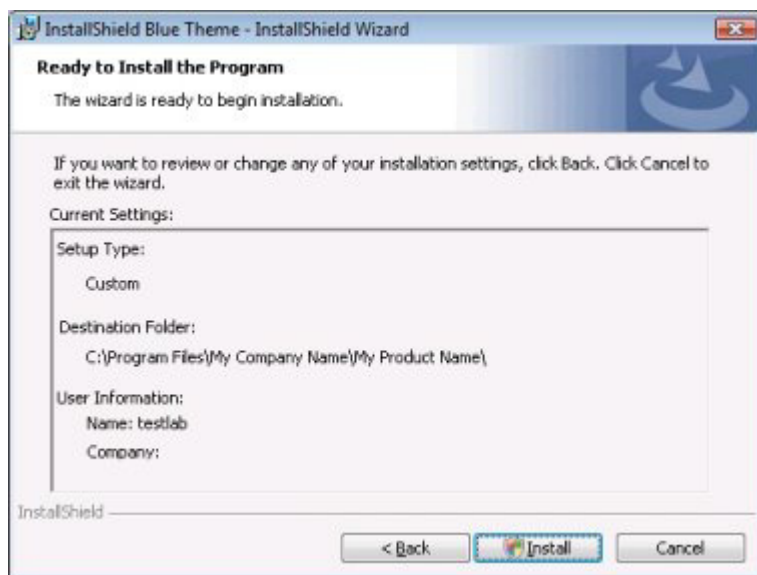 InstallShield Blue Theme - InstallShield Wizard
Ready to Install the Program
The wizard is ready to begin installation.
If you want to review or change any of your installation settings, click Back. Click Cancel to
exit the wizard.
Current Settings:
Setup Type:
Custom
Destination Folder:
C:\Program Files\My Company Name\My Product Name\
User Information:
Name: testlab
Company:
InstallShield
< Back
Install
Cancel